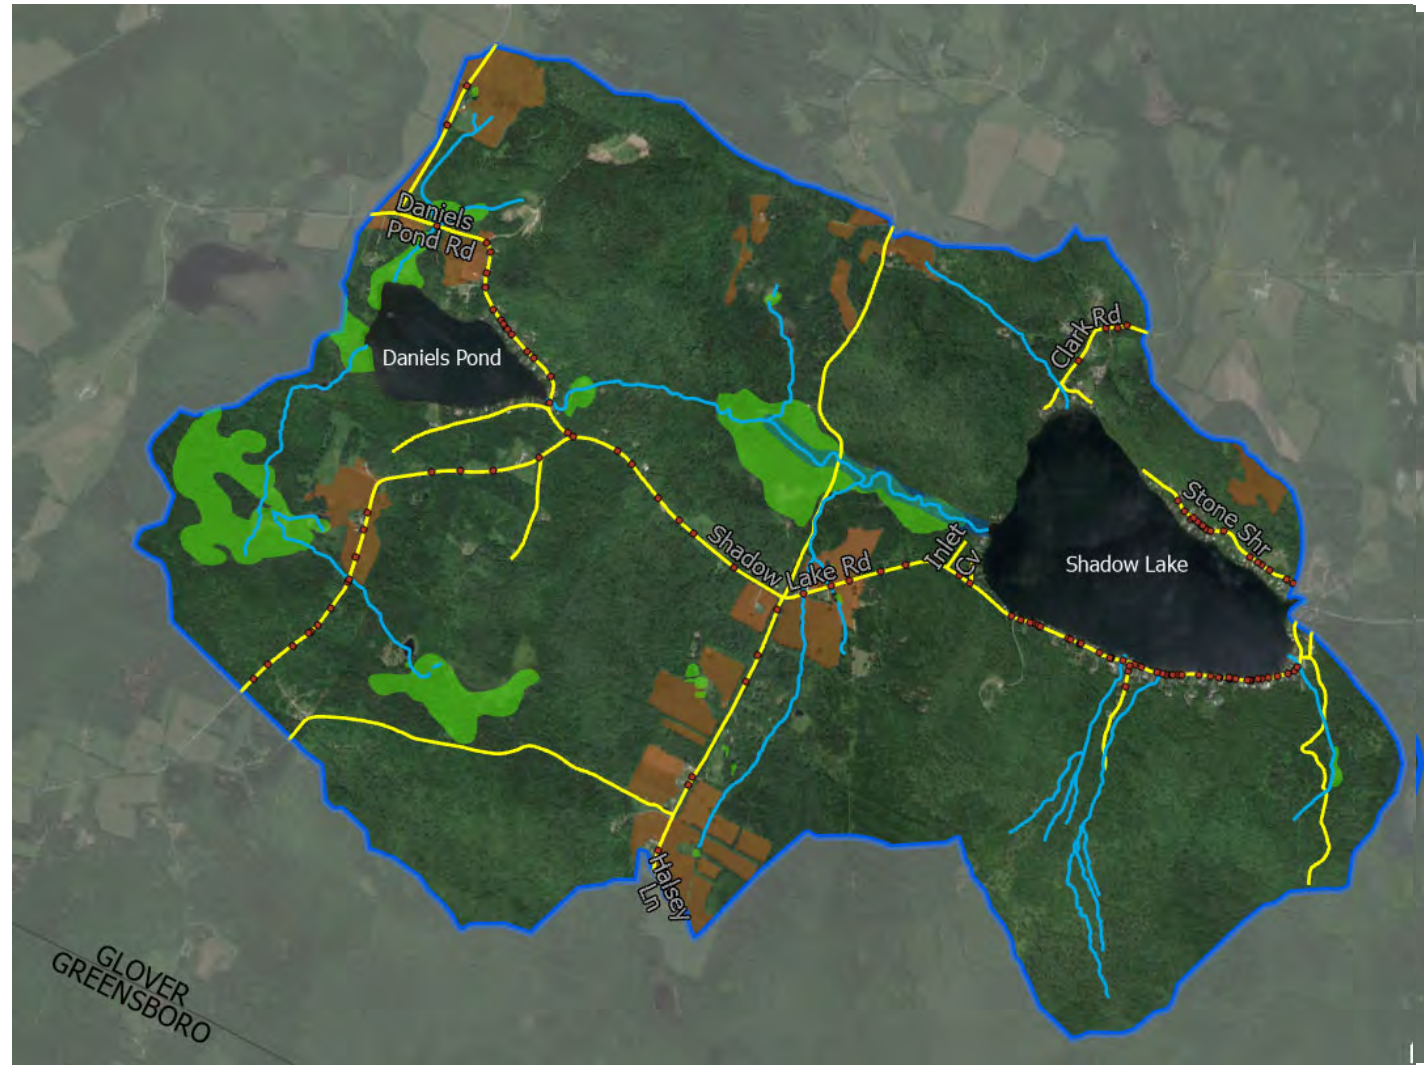 Daniels
Pond Rd
Daniels Pond
Clark Rd
Stone Shr
Shadow Lake Rd
Inlet
Cv
Shadow Lake
Halsey
Ln
GLOVER
GREENSBORO